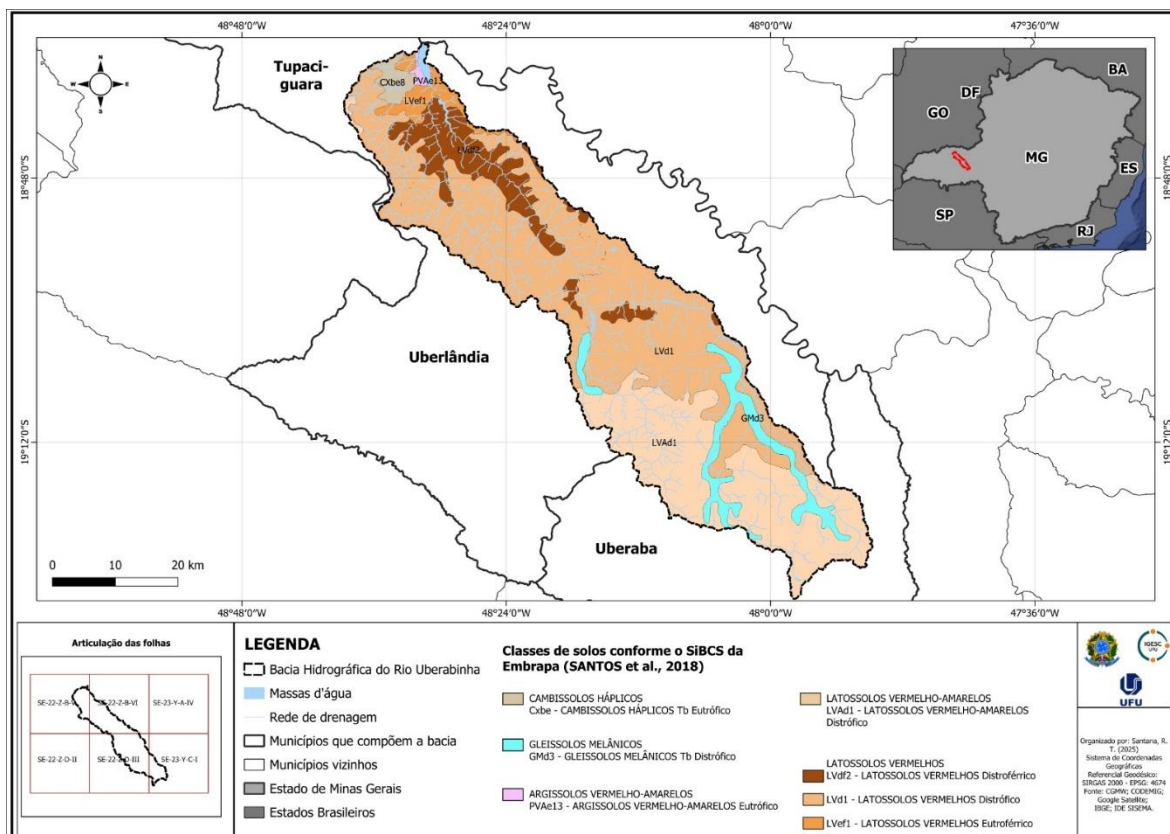 48°48'0"W
48°24'0"W
48°0'0"W
47°36'0"W
N
W
E
S
Tupaci-
guara
CXbe8
PVAe13
LVef1
LVdf2
BA
DF
GO
MG
ES
SP
RJ
18°48'0"S
18°48'0"S
Uberlândia
LVd1
GMd3
19°12'0"S
LVAd1
19°12'0"S
Uberaba
0
10
20 km
48°48'0"W
48°24'0"W
48°0'0"W
47°36'0"W
Articulação das folhas
SE-22-Z-B-VI
SE-23-Y-A-IV
SE-22-Z-D-II
SE-23-Y-C-I
LEGENDA
Bacia Hidrográfica do Rio Uberabinha
Massas d'água
Rede de drenagem
Municípios que compõem a bacia
Municípios vizinhos
Estado de Minas Gerais
Estados Brasileiros
Classes de solos conforme o SiBCS da
Embrapa (SANTOS et al., 2018)
CAMBISSOLOS HÁPLICOS
Cxbe - CAMBISSOLOS HÁPLICOS Tb Eutrófico
GLEISSOLOS MELÂNICOS
GMd3 - GLEISSOLOS MELÂNICOS Tb Distrófico
ARGISSOLOS VERMELHO-AMARELOS
PVAe13 - ARGISSOLOS VERMELHO-AMARELOS Eutrófico
LATOSSOLOS VERMELHO-AMARELOS
LVAd1 - LATOSSOLOS VERMELHO-AMARELOS
Distrófico
LATOSSOLOS VERMELHOS
LVdf2 - LATOSSOLOS VERMELHOS Distroférrico
LVd1 - LATOSSOLOS VERMELHOS Distrófico
LVef1 - LATOSSOLOS VERMELHOS Eutroférrico
IGESC
UFU
UFU
Organizado por: Santana, R.
T. (2025)
Sistema de Coordenadas
Geográficas
Referencial Geodésico:
SIRGAS 2000 - EPSG: 4674
Fonte: CGMW; CODEMIG;
Google Satellite;
IBGE; IDE SISEMA.